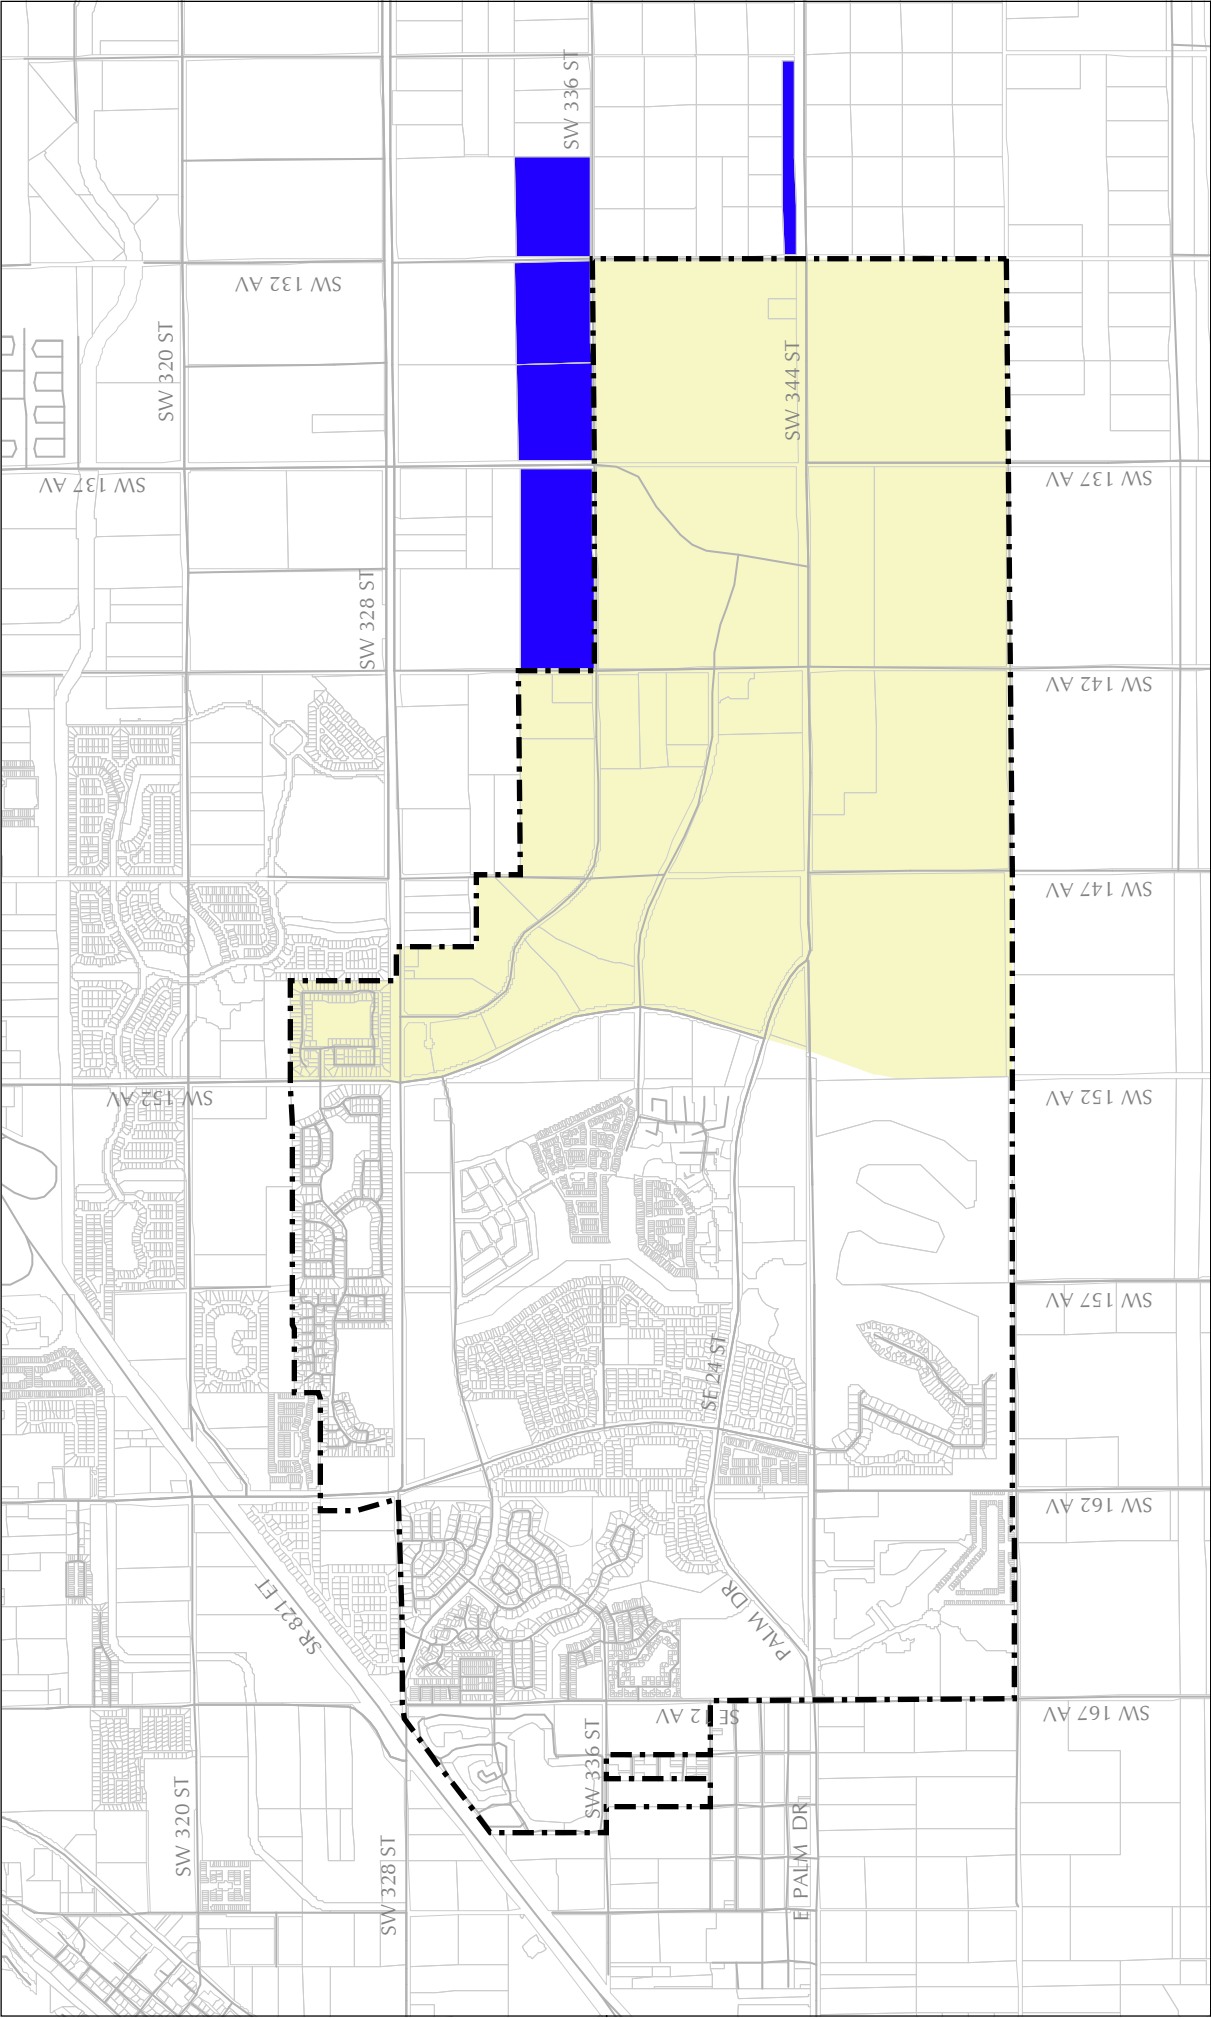 SW 336 ST
SW 132 AV
SW 320 ST
SW 344 ST
SW 137 AV
SW 137 AV
SW 328 ST
SW 142 AV
SW 147 AV
SW 152 AV
SW 152 AV
SW 157 AV
SE 24 ST
SW 162 AV
SR 821 ET
PALM DR
SW 167 AV
SE 12 AV
SW 336 ST
SW 320 ST
SW 328 ST
E PALM DR